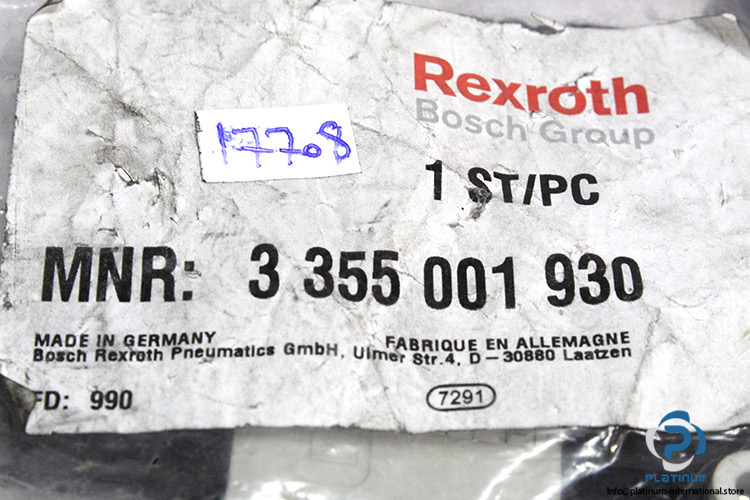 Rexroth
Bosch Group
17708
1 ST/PC
MNR: 3 355 001 930
MADE IN GERMANY FABRIQUE EN ALLEMAGNE
Bosch Rexroth Pneumatics GmbH, Ulmer Str.4, D-30880 Laatzen
FD: 990
7291
PLATINUM
info@platinum-international.store